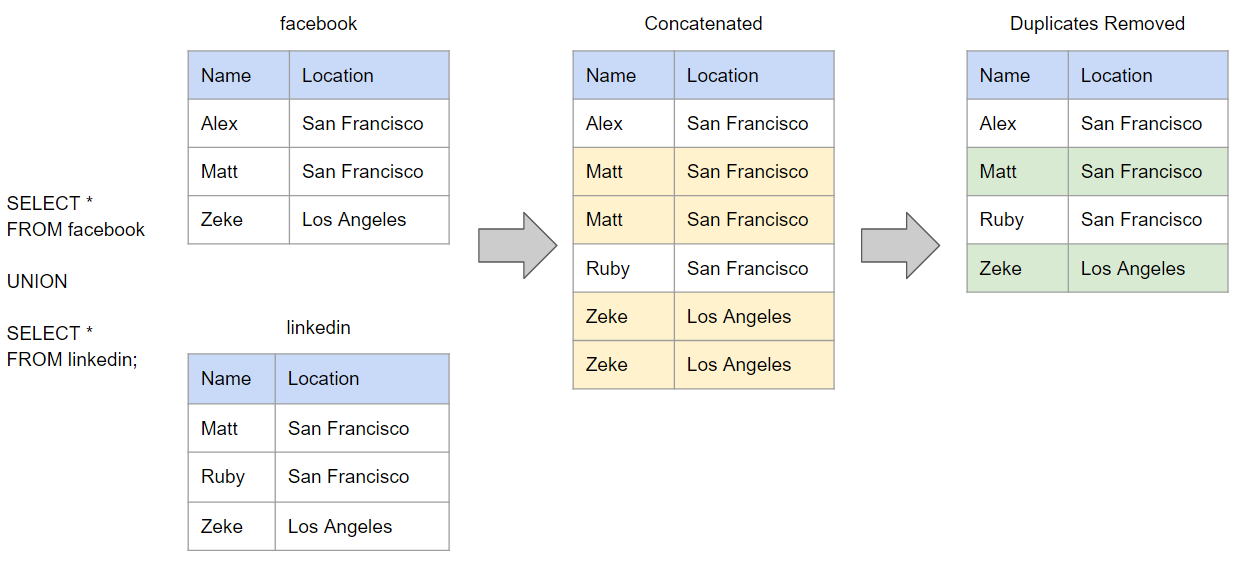 SELECT *
FROM facebook
UNION
SELECT *
FROM linkedin;
facebook
Name Location
Alex San Francisco
Matt San Francisco
Zeke Los Angeles
linkedin
Name Location
Matt San Francisco
Ruby San Francisco
Zeke Los Angeles
Concatenated
Name Location
Alex San Francisco
Matt San Francisco
Matt San Francisco
Ruby San Francisco
Zeke Los Angeles
Zeke Los Angeles
Duplicates Removed
Name Location
Alex San Francisco
Matt San Francisco
Ruby San Francisco
Zeke Los Angeles